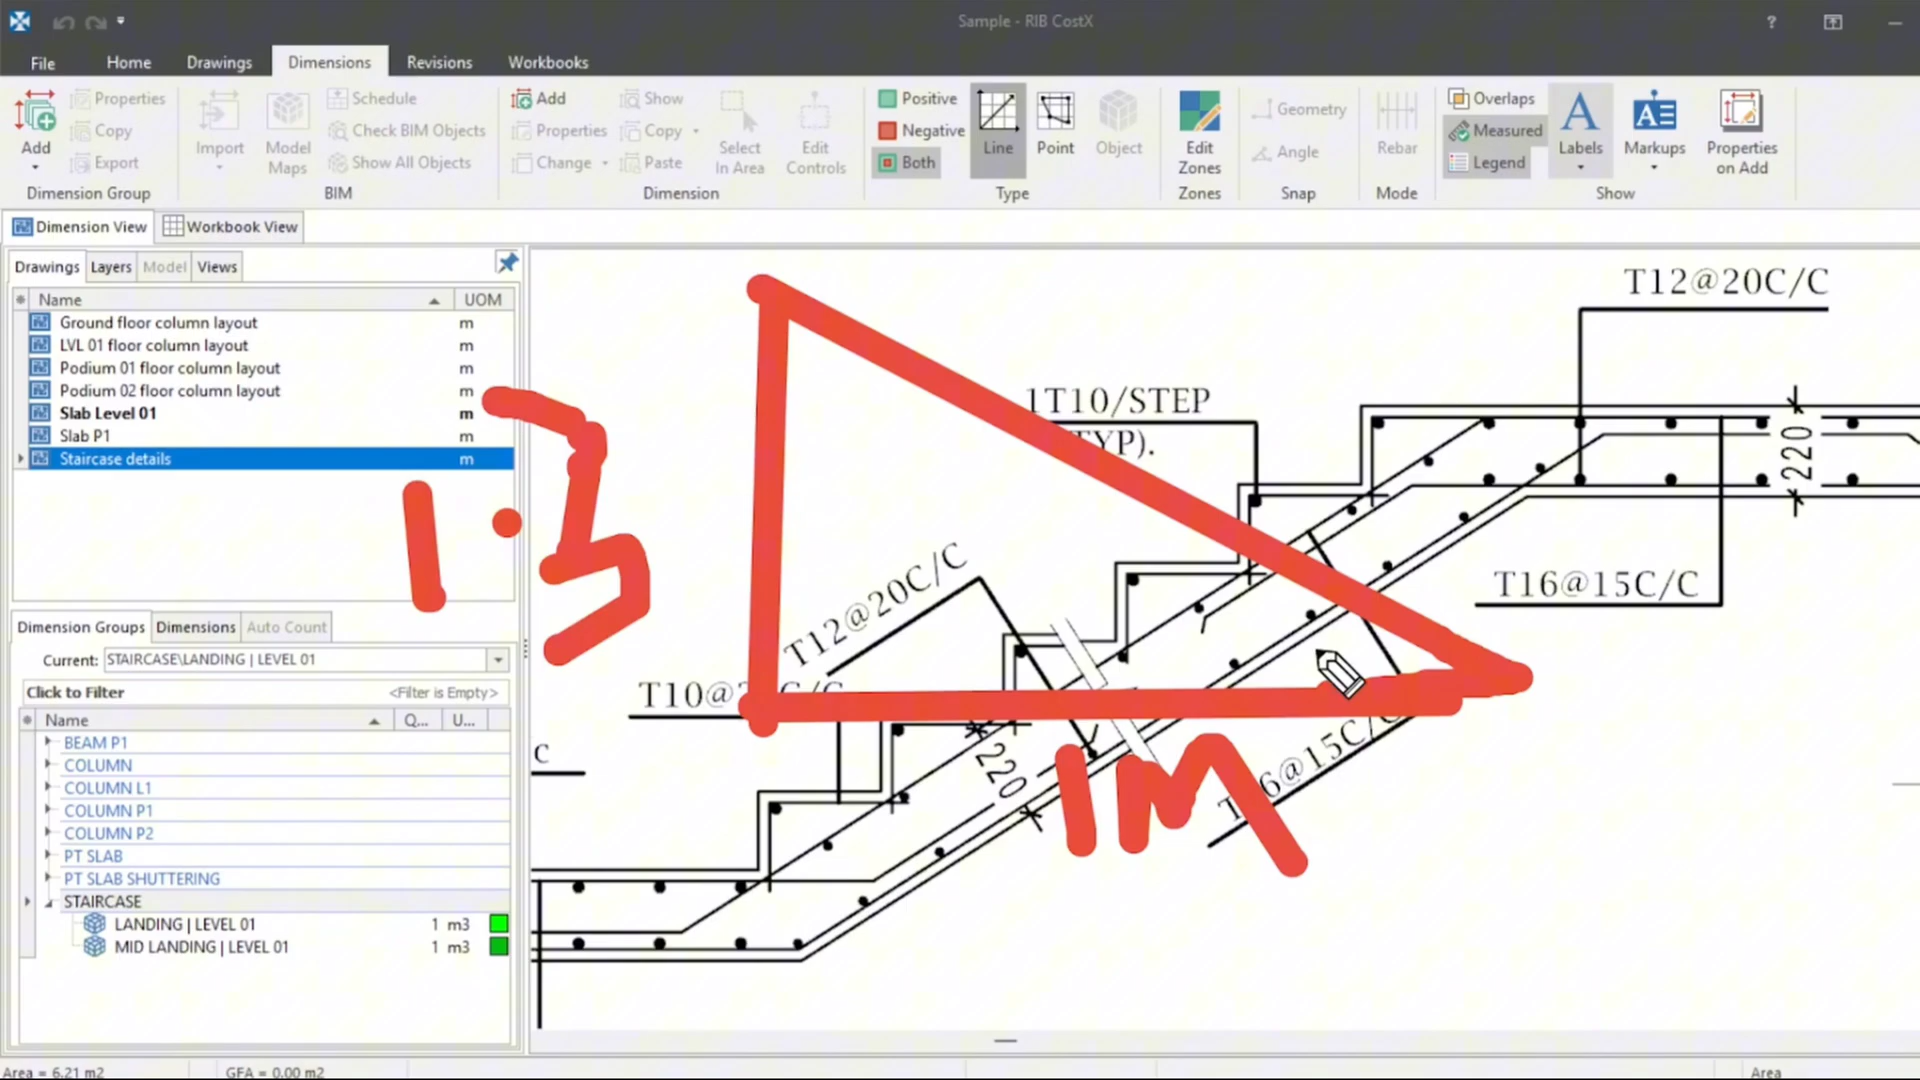 Sample - RIB CostX
?
File Home Drawings Dimensions Revisions Workbooks
Add Properties Copy Export Dimension Group
Import Model Maps Schedule Check BIM Objects Show All Objects BIM
Add Properties Change Show Copy Paste Select In Area Edit Controls Dimension
Positive Negative Both Line Point Object Type
Edit Zones Zones
Geometry Angle Snap
Rebar Mode
Overlaps Measured Legend Labels Markups Properties on Add Show
Dimension View Workbook View
Drawings Layers Model Views
Name UOM
Ground floor column layout m
LVL 01 floor column layout m
Podium 01 floor column layout m
Podium 02 floor column layout m
Slab Level 01 m
Slab P1 m
Staircase details m
Dimension Groups Dimensions Auto Count
Current: STAIRCASE\LANDING | LEVEL 01
Click to Filter <Filter is Empty>
Name Q... U...
BEAM P1
COLUMN
COLUMN L1
COLUMN P1
COLUMN P2
PT SLAB
PT SLAB SHUTTERING
STAIRCASE
LANDING | LEVEL 01 1 m3
MID LANDING | LEVEL 01 1 m3
T12@20C/C
1T10/STEP
220
T16@15C/C
T12@20C/C
C
220
1.3
1M
Area = 6.21 m2 GFA = 0.00 m2 Area